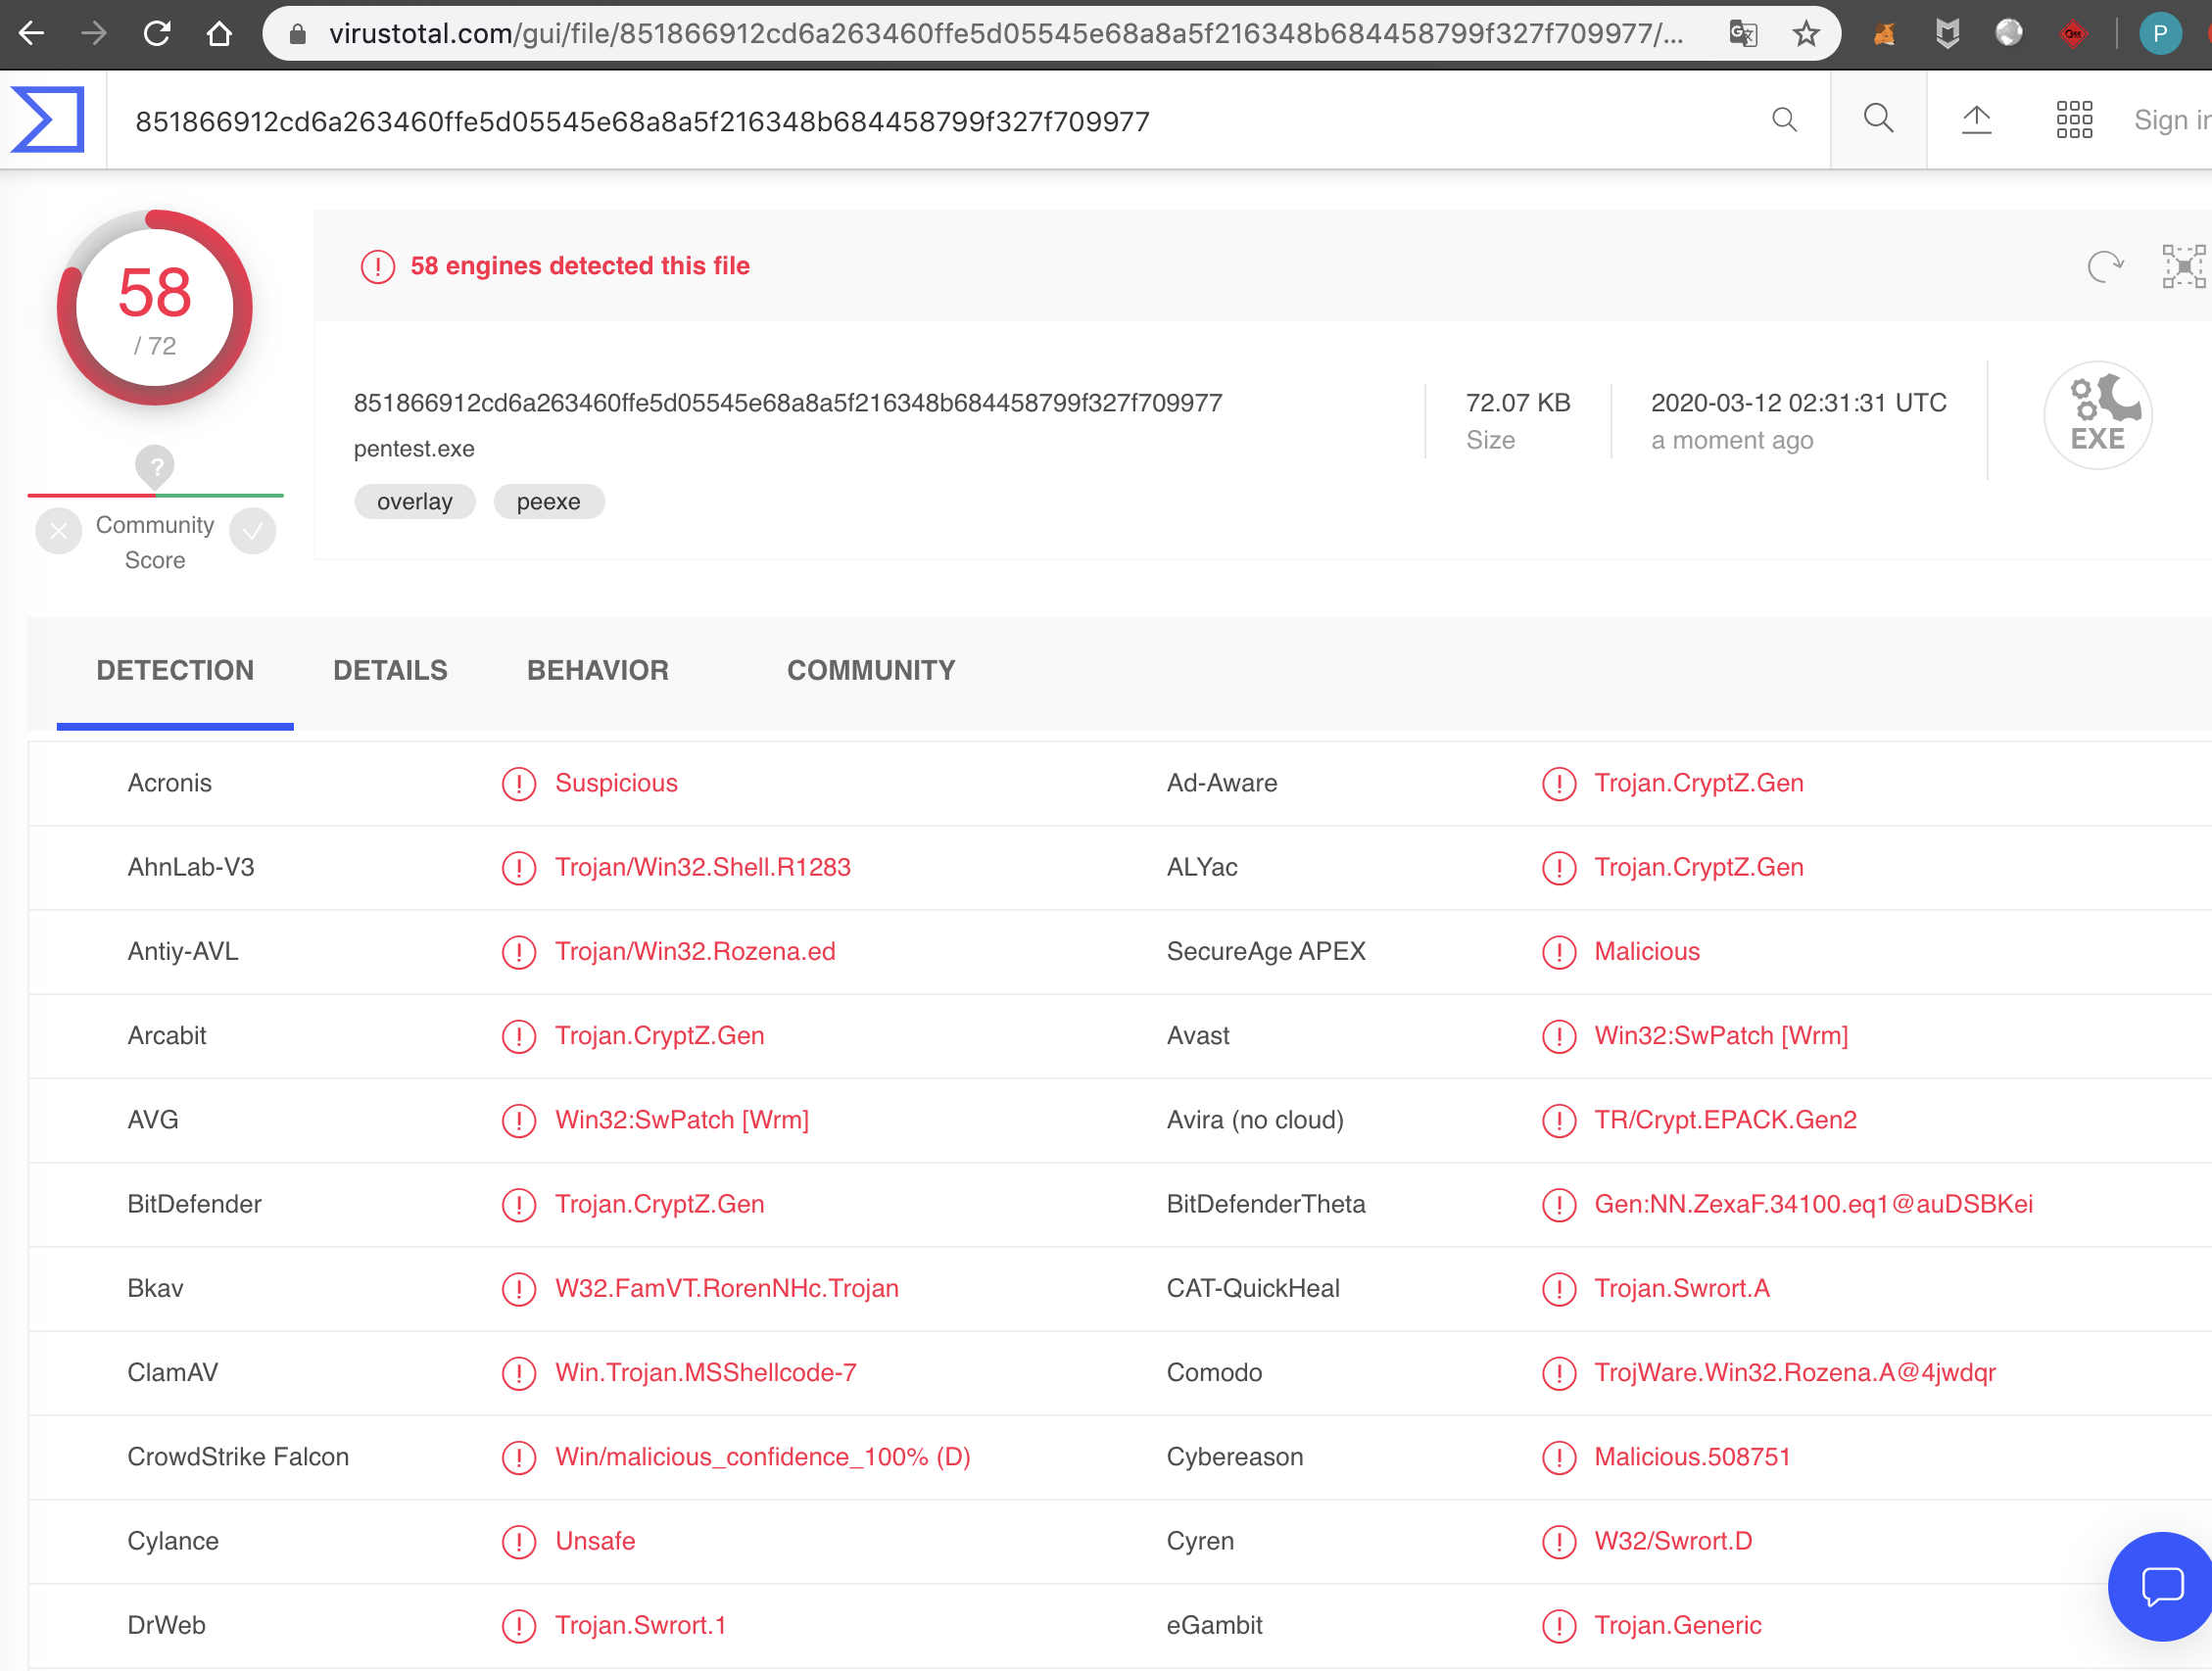 virustotal.com/gui/file/851866912cd6a263460ffe5d05545e68a8a5f216348b684458799f327f709977/...
P
851866912cd6a263460ffe5d05545e68a8a5f216348b684458799f327f709977
Sign in
58
/ 72
58 engines detected this file
851866912cd6a263460ffe5d05545e68a8a5f216348b684458799f327f709977
pentest.exe
overlay peexe
72.07 KB
Size
2020-03-12 02:31:31 UTC
a moment ago
EXE
?
Community
Score
DETECTION DETAILS BEHAVIOR COMMUNITY
Acronis Suspicious Ad-Aware Trojan.CryptZ.Gen
AhnLab-V3 Trojan/Win32.Shell.R1283 ALYac Trojan.CryptZ.Gen
Antiy-AVL Trojan/Win32.Rozena.ed SecureAge APEX Malicious
Arcabit Trojan.CryptZ.Gen Avast Win32:SwPatch [Wrm]
AVG Win32:SwPatch [Wrm] Avira (no cloud) TR/Crypt.EPACK.Gen2
BitDefender Trojan.CryptZ.Gen BitDefenderTheta Gen:NN.ZexaF.34100.eq1@auDSBKei
Bkav W32.FamVT.RorenNHc.Trojan CAT-QuickHeal Trojan.Swrort.A
ClamAV Win.Trojan.MSShellcode-7 Comodo TrojWare.Win32.Rozena.A@4jwdqr
CrowdStrike Falcon Win/malicious_confidence_100% (D) Cybereason Malicious.508751
Cylance Unsafe Cyren W32/Swrort.D
DrWeb Trojan.Swrort.1 eGambit Trojan.Generic